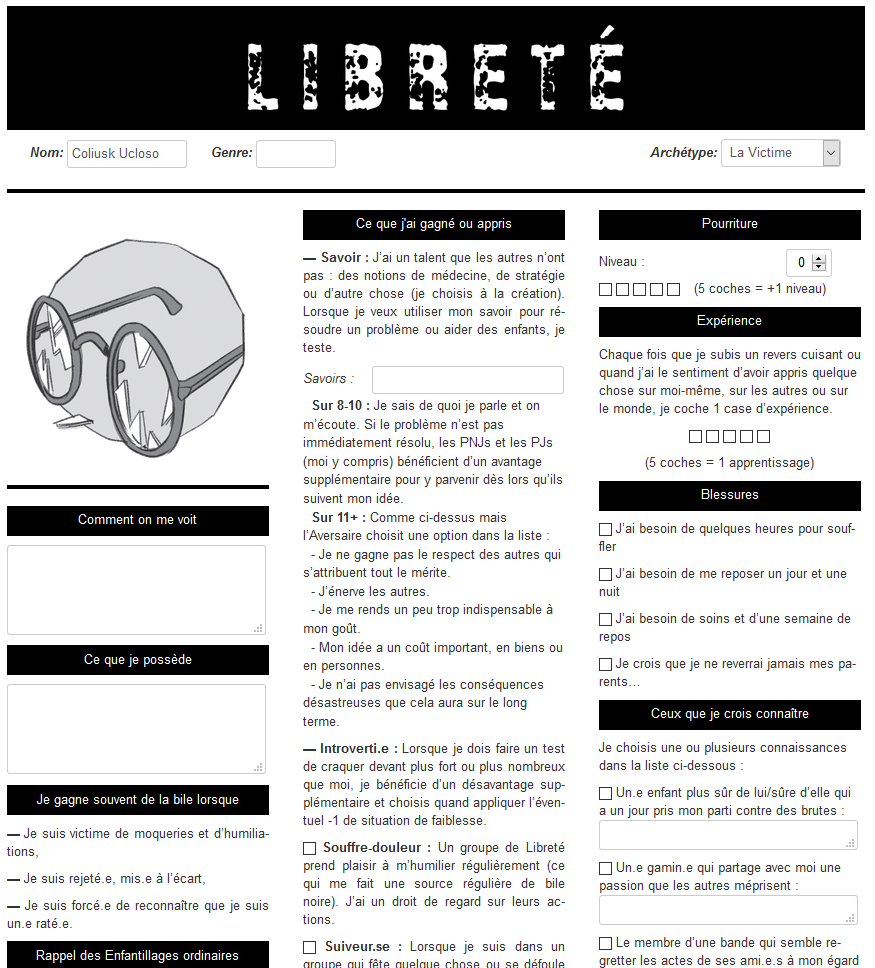 LIBRETÉ
Nom: Coliusk Ucloso Genre: Archétype: La Victime
Comment on me voit
Ce que je possède
Je gagne souvent de la bile lorsque
— Je suis victime de moqueries et d’humilia-
tions,
— Je suis rejeté.e, mis.e à l’écart,
— Je suis forcé.e de reconnaître que je suis
un.e raté.e.
Rappel des Enfantillages ordinaires
Ce que j'ai gagné ou appris
— Savoir : J’ai un talent que les autres n’ont
pas : des notions de médecine, de stratégie
ou d’autre chose (je choisis à la création).
Lorsque je veux utiliser mon savoir pour ré-
soudre un problème ou aider des enfants, je
teste.
Savoirs :
Sur 8-10 : Je sais de quoi je parle et on
m’écoute. Si le problème n’est pas
immédiatement résolu, les PNJs et les PJs
(moi y compris) bénéficient d’un avantage
supplémentaire pour y parvenir dès lors qu’ils
suivent mon idée.
Sur 11+ : Comme ci-dessus mais
l’Aversaire choisit une option dans la liste :
- Je ne gagne pas le respect des autres qui
s’attribuent tout le mérite.
- J’énerve les autres.
- Je me rends un peu trop indispensable à
mon goût.
- Mon idée a un coût important, en biens ou
en personnes.
- Je n’ai pas envisagé les conséquences
désastreuses que cela aura sur le long
terme.
— Introverti.e : Lorsque je dois faire un test
de craquer devant plus fort ou plus nombreux
que moi, je bénéficie d’un désavantage sup-
plémentaire et choisis quand appliquer l’éven-
tuel -1 de situation de faiblesse.
Souffre-douleur : Un groupe de Libreté
prend plaisir à m’humilier régulièrement (ce
qui me fait une source régulière de bile
noire). J’ai un droit de regard sur leurs ac-
tions.
Suiveur.se : Lorsque je suis dans un
groupe qui fête quelque chose ou se défoule
Pourriture
Niveau : 0
(5 coches = +1 niveau)
Expérience
Chaque fois que je subis un revers cuisant ou
quand j’ai le sentiment d’avoir appris quelque
chose sur moi-même, sur les autres ou sur
le monde, je coche 1 case d’expérience.
(5 coches = 1 apprentissage)
Blessures
J’ai besoin de quelques heures pour souf-
fler
J’ai besoin de me reposer un jour et une
nuit
J’ai besoin de soins et d’une semaine de
repos
Je crois que je ne reverrai jamais mes pa-
rents…
Ceux que je crois connaître
Je choisis une ou plusieurs connaissances
dans la liste ci-dessous :
Un.e enfant plus sûr de lui/sûre d’elle qui
a un jour pris mon parti contre des brutes :
Un.e gamin.e qui partage avec moi une
passion que les autres méprisent :
Le membre d’une bande qui semble re-
gretter les actes de ses ami.e.s à mon égard